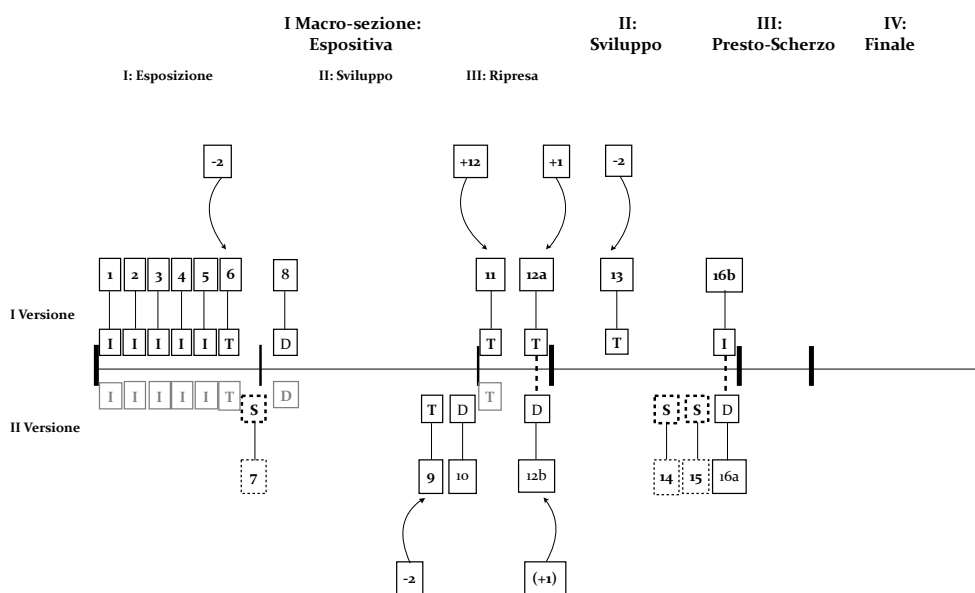 I Macro-sezione: II: III: IV:
Espositiva Sviluppo Presto-Scherzo Finale
I: Esposizione II: Sviluppo III: Ripresa
-2 +12 +1 -2
1 2 3 4 5 6 8 11 12a 13 16b
I Versione
I I I I I T D T T T I
I I I I I T D T
S T D D S S D
II Versione
7 9 10 12b 14 15 16a
-2 (+1)